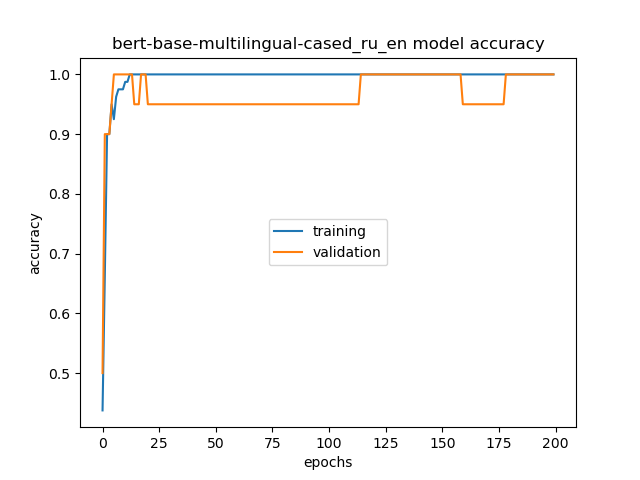 bert-base-multilingual-cased_ru_en model accuracy
1.0
0.9
0.8
0.7
0.6
0.5
accuracy
training
validation
0 25 50 75 100 125 150 175 200
epochs